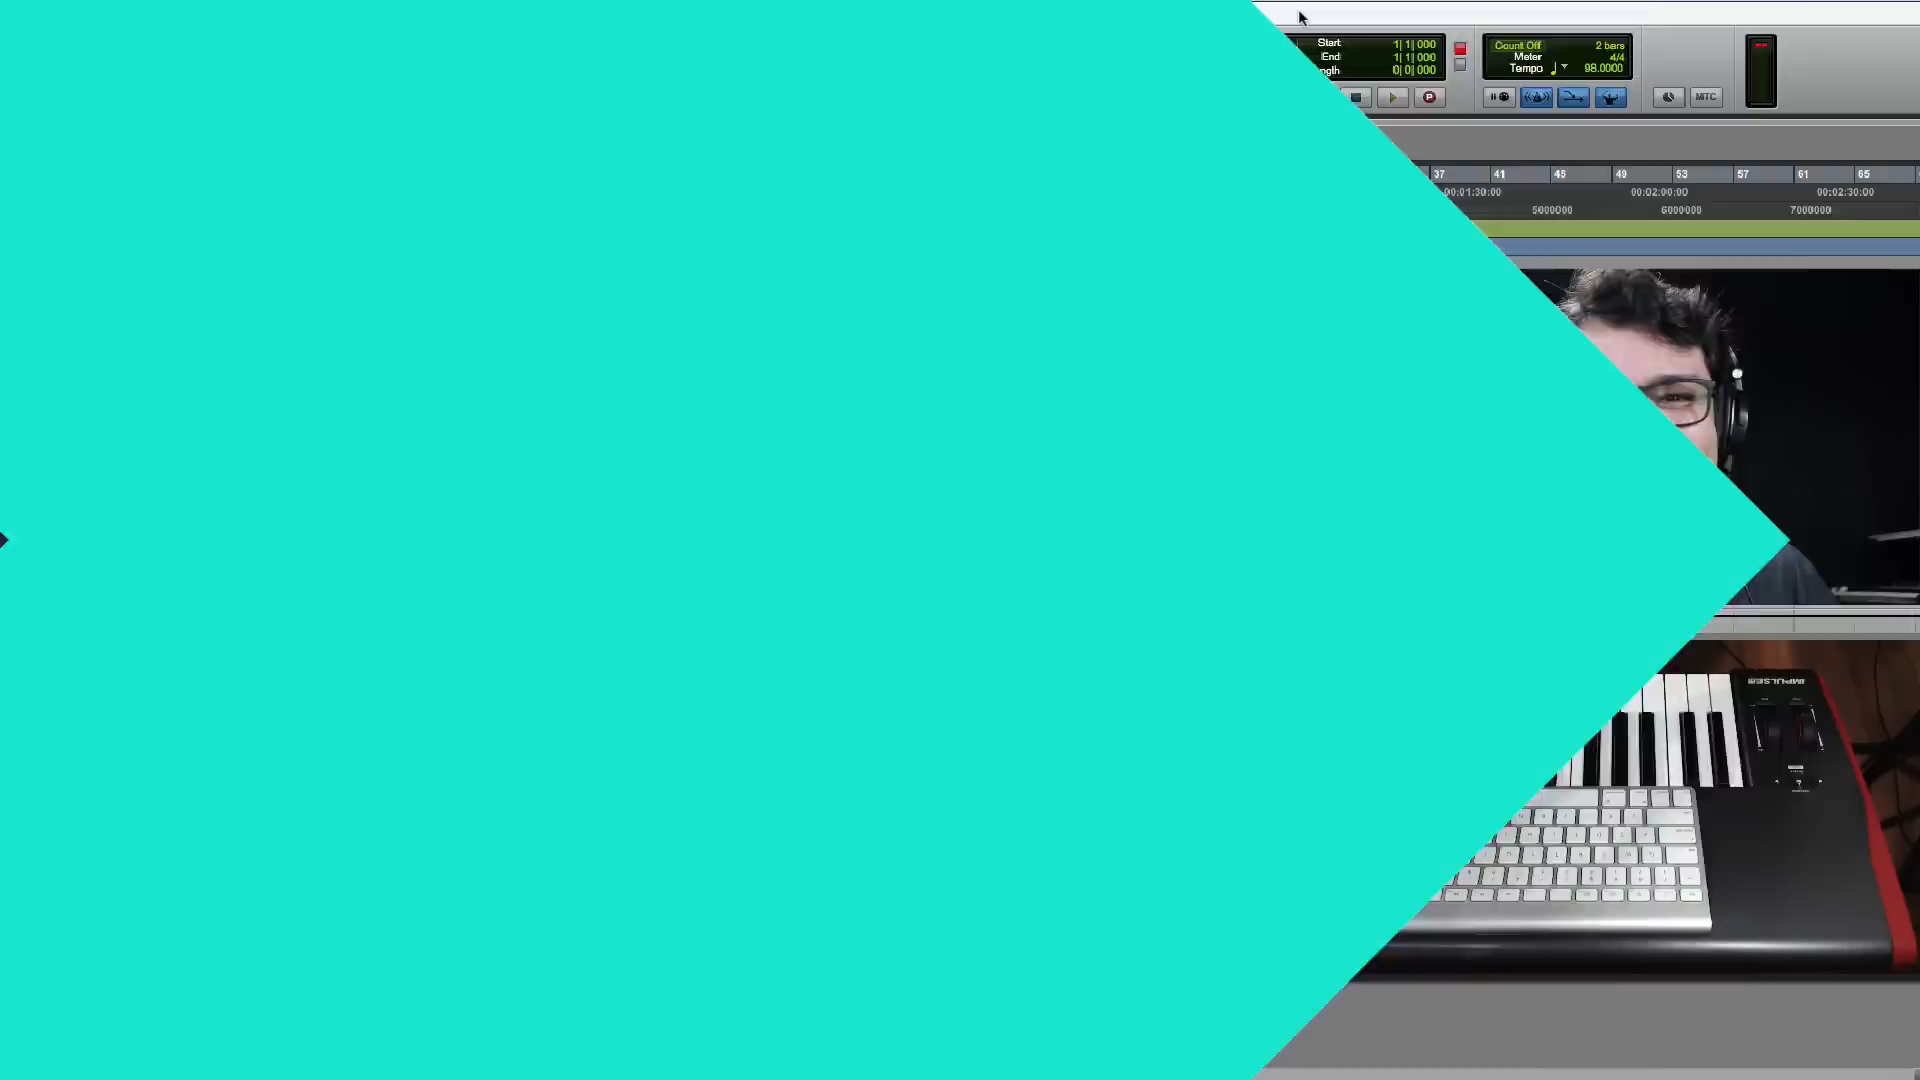 Start 1| 1| 000
End 1| 1| 000
ngth 0| 0| 000
Count Off 2 bars
Meter 4/4
Tempo 98.0000
MTC
37 41 45 49 53 57 61 65
00:01:30:00 00:02:00:00 00:02:30:00
5000000 6000000 7000000
IMPULSE